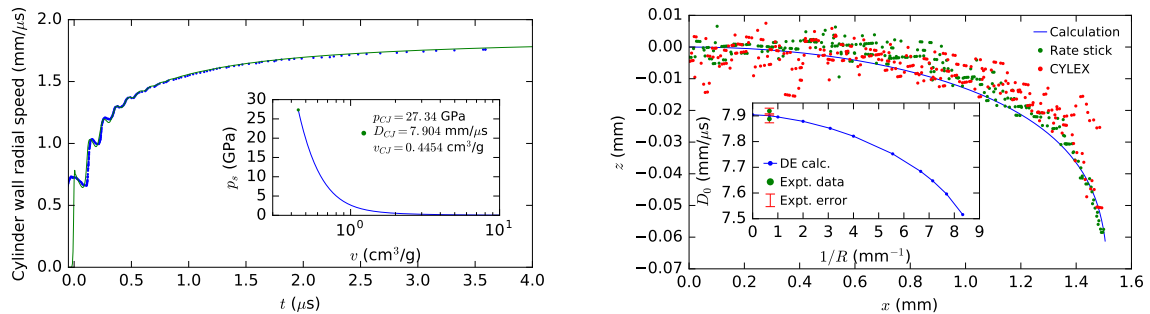 Cylinder wall radial speed (mm/μs)
2.0
1.5
1.0
0.5
0.0
0.0 0.5 1.0 1.5 2.0 2.5 3.0 3.5 4.0
t (μs)
p_s (GPa)
30
25
20
15
10
5
0
10^0 10^1
v (cm^3/g)
p_CJ = 27.34 GPa
D_CJ = 7.904 mm/μs
v_CJ = 0.4454 cm^3/g
z (mm)
0.01
0.00
−0.01
−0.02
−0.03
−0.04
−0.05
−0.06
−0.07
0.0 0.2 0.4 0.6 0.8 1.0 1.2 1.4 1.6
x (mm)
Calculation
Rate stick
CYLEX
D_0 (mm/μs)
7.9
7.8
7.7
7.6
7.5
0 1 2 3 4 5 6 7 8 9
1/R (mm^−1)
DE calc.
Expt. data
Expt. error